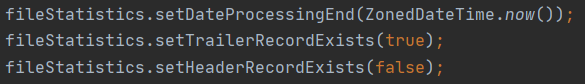 fileStatistics.setDateProcessingEnd(ZonedDateTime.now());
fileStatistics.setTrailerRecordExists(true);
fileStatistics.setHeaderRecordExists(false);